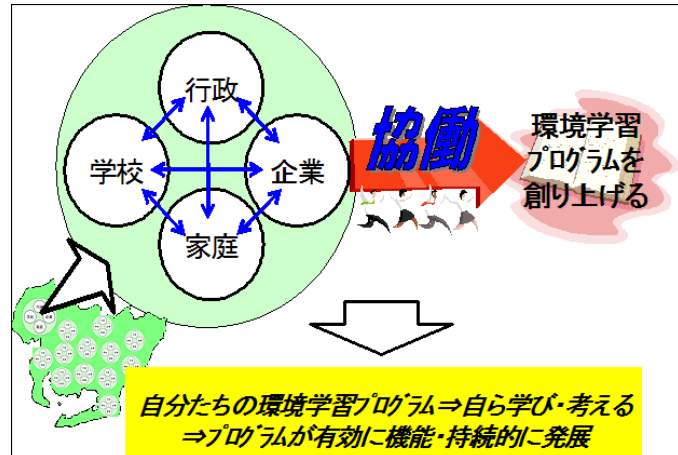 行政
学校
企業
家庭
協働
環境学習
プログラムを
創り上げる
自分たちの環境学習プログラム⇒自ら学び・考える
⇒プログラムが有効に機能・持続的に発展